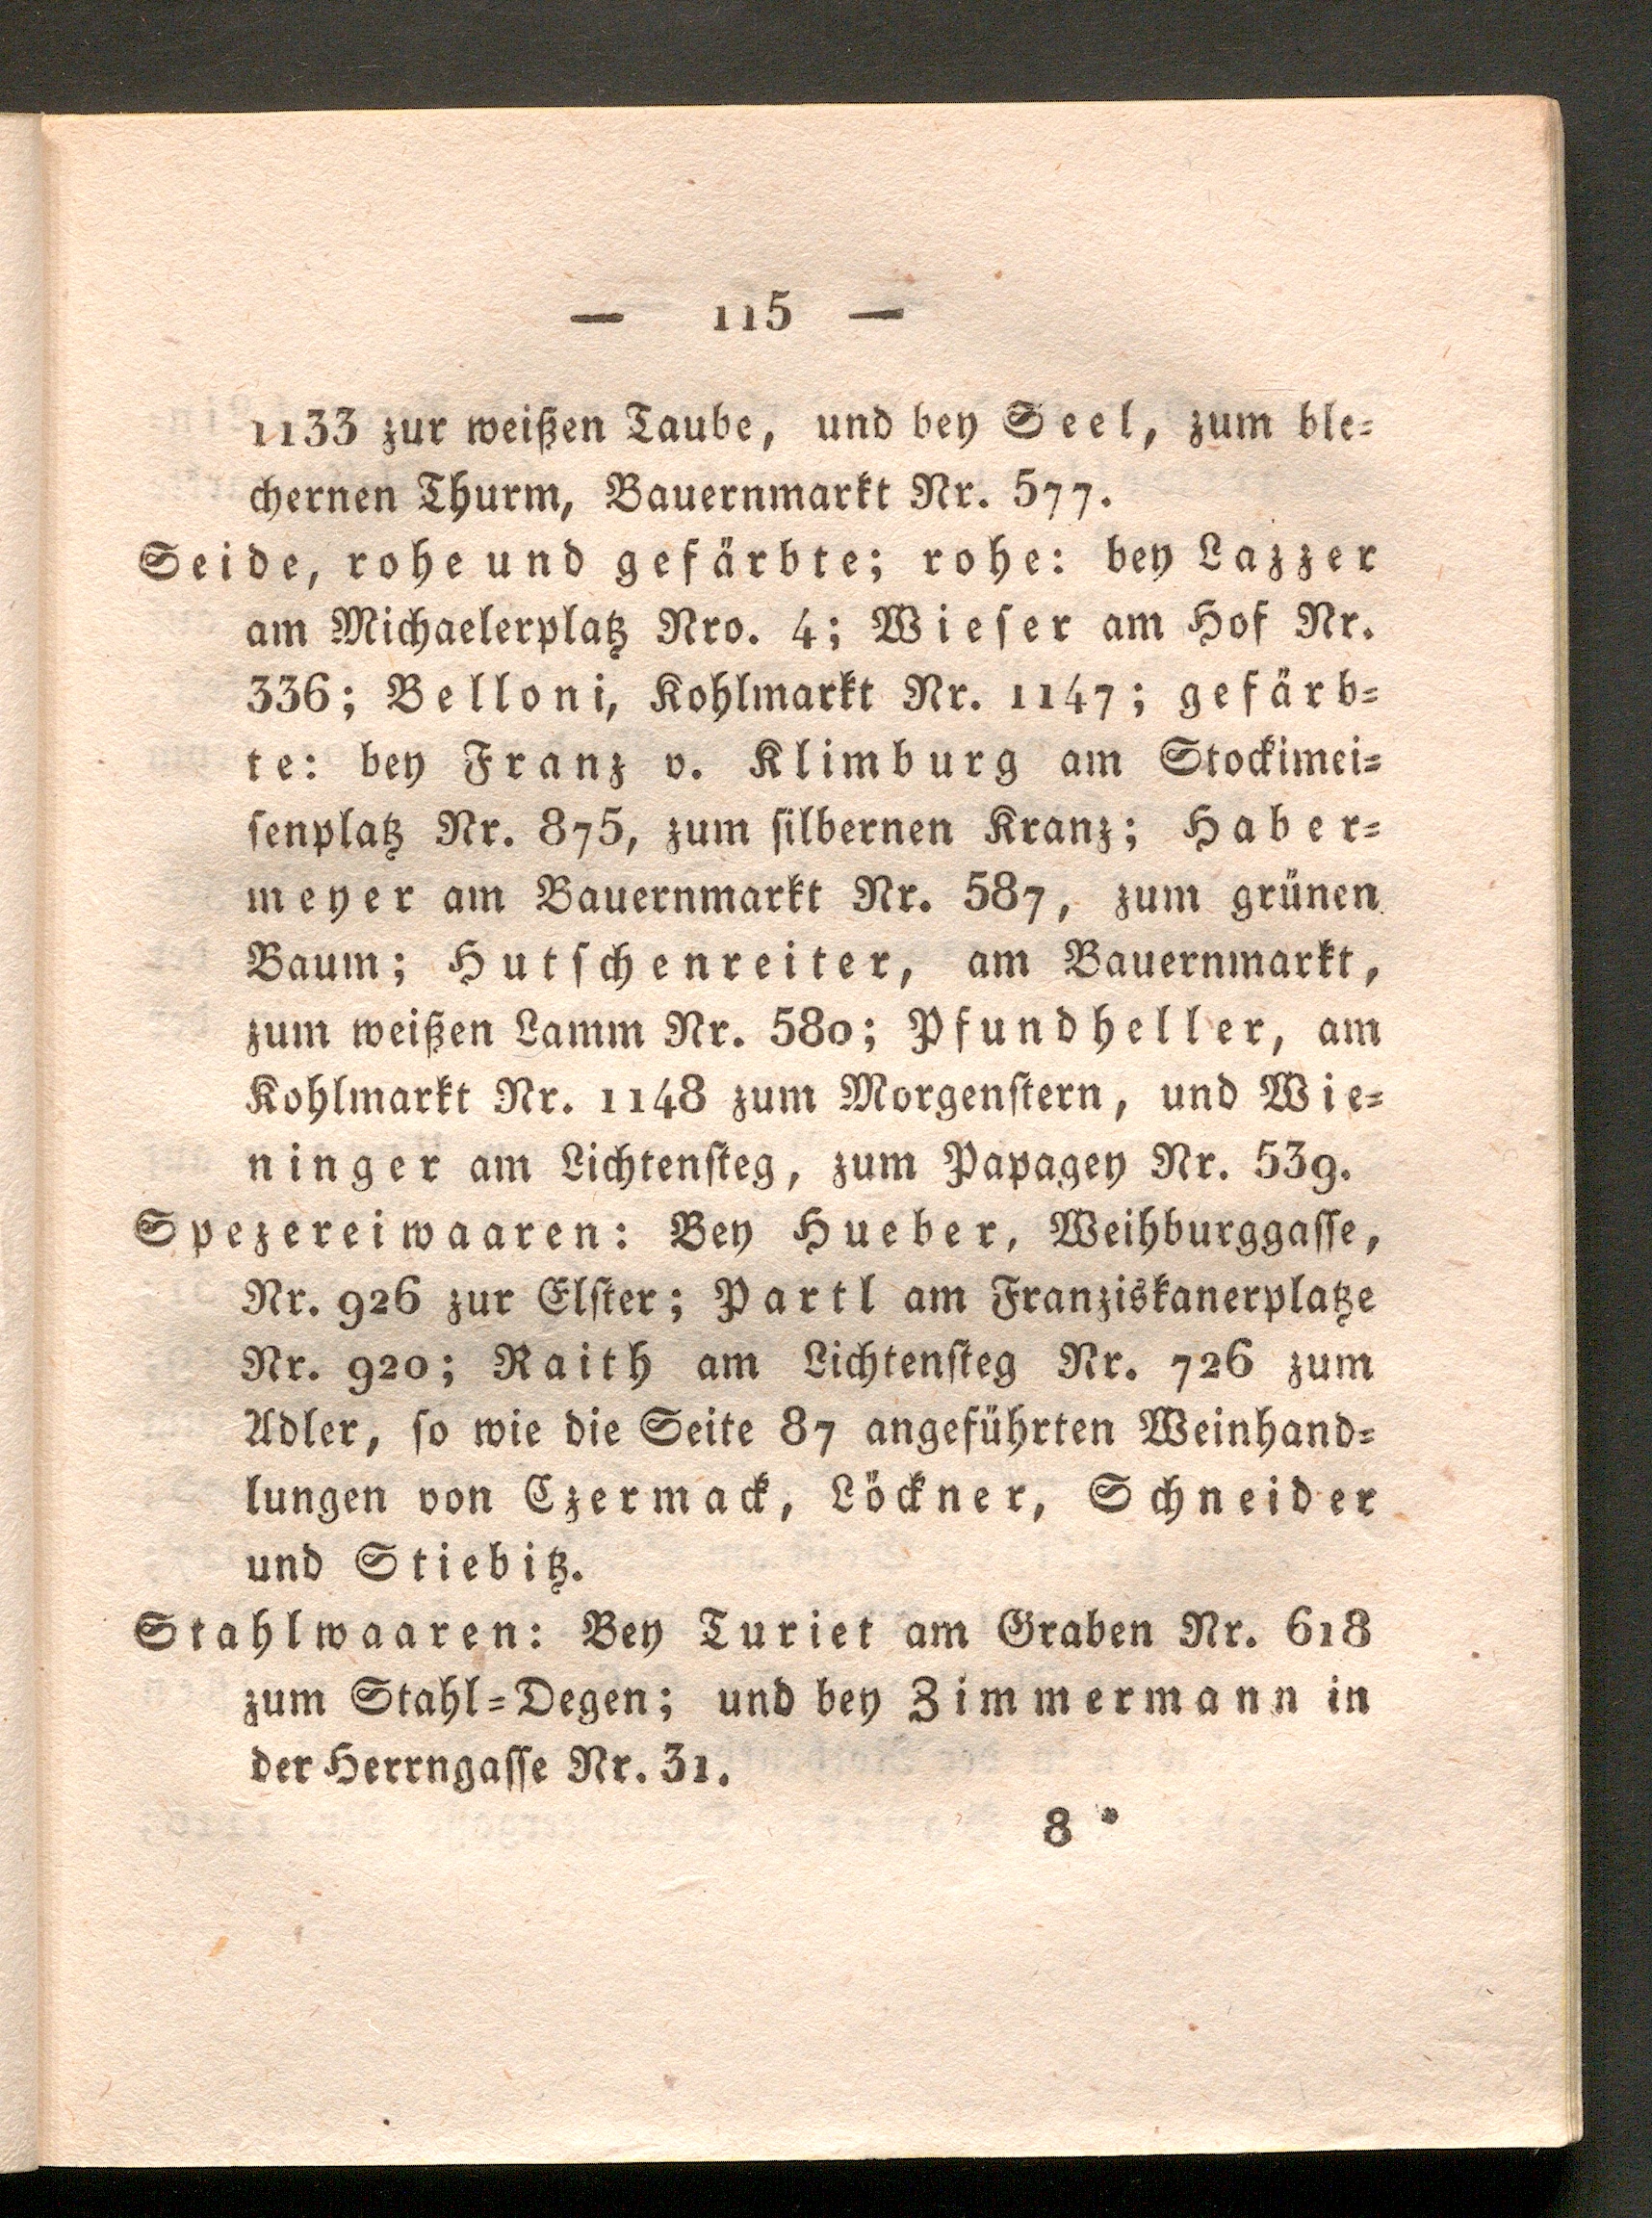 — 115 —
1133 zur weißen Taube, und bey Seel, zum ble=
chernen Thurm, Bauernmarkt Nr. 577.
Seide, rohe und gefärbte; rohe: bey Lazzer
am Michaelerplatz Nro. 4; Wieser am Hof Nr.
336; Belloni, Kohlmarkt Nr. 1147; gefärb=
te: bey Franz v. Klimburg am Stockimei=
senplatz Nr. 875, zum silbernen Kranz; Haber=
meyer am Bauernmarkt Nr. 587, zum grünen
Baum; Hutschenreiter, am Bauernmarkt,
zum weißen Lamm Nr. 580; Pfundheller, am
Kohlmarkt Nr. 1148 zum Morgenstern, und Wie=
ninger am Lichtensteg, zum Papagey Nr. 539.
Spezereiwaaren: Bey Hueber, Weihburggasse,
Nr. 926 zur Elster; Partl am Franziskanerplatze
Nr. 920; Raith am Lichtensteg Nr. 726 zum
Adler, so wie die Seite 87 angeführten Weinhand=
lungen von Czermack, Löckner, Schneider
und Stiebitz.
Stahlwaaren: Bey Turiet am Graben Nr. 618
zum Stahl=Degen; und bey Zimmermann in
der Herrngasse Nr. 31.
8 *